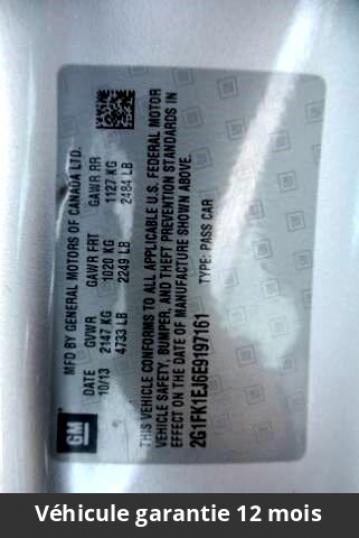 GM
MFD BY GENERAL MOTORS OF CANADA LTD.
DATE GVWR GAWR FRT GAWR RR
10/13 2147 KG 1020 KG 1127 KG
4733 LB 2249 LB 2484 LB
THIS VEHICLE CONFORMS TO ALL APPLICABLE U.S. FEDERAL MOTOR
VEHICLE SAFETY, BUMPER, AND THEFT PREVENTION STANDARDS IN
EFFECT ON THE DATE OF MANUFACTURE SHOWN ABOVE.
2G1FK1EJ6E9197161 TYPE: PASS CAR
Véhicule garantie 12 mois